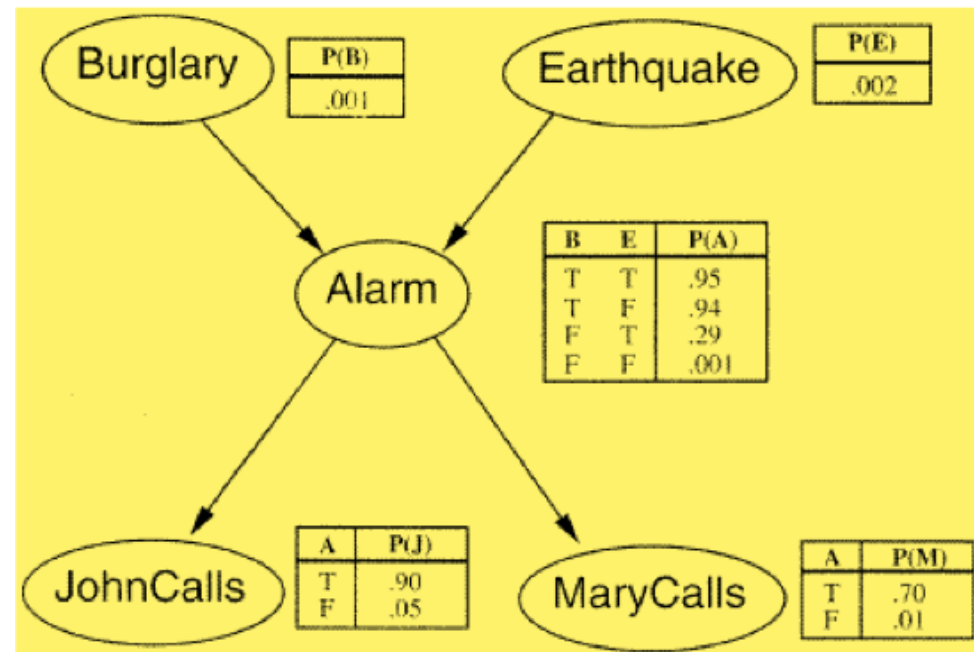 Burglary
P(B)
.001
Earthquake
P(E)
.002
Alarm
B E P(A)
T T .95
T F .94
F T .29
F F .001
JohnCalls
A P(J)
T .90
F .05
MaryCalls
A P(M)
T .70
F .01